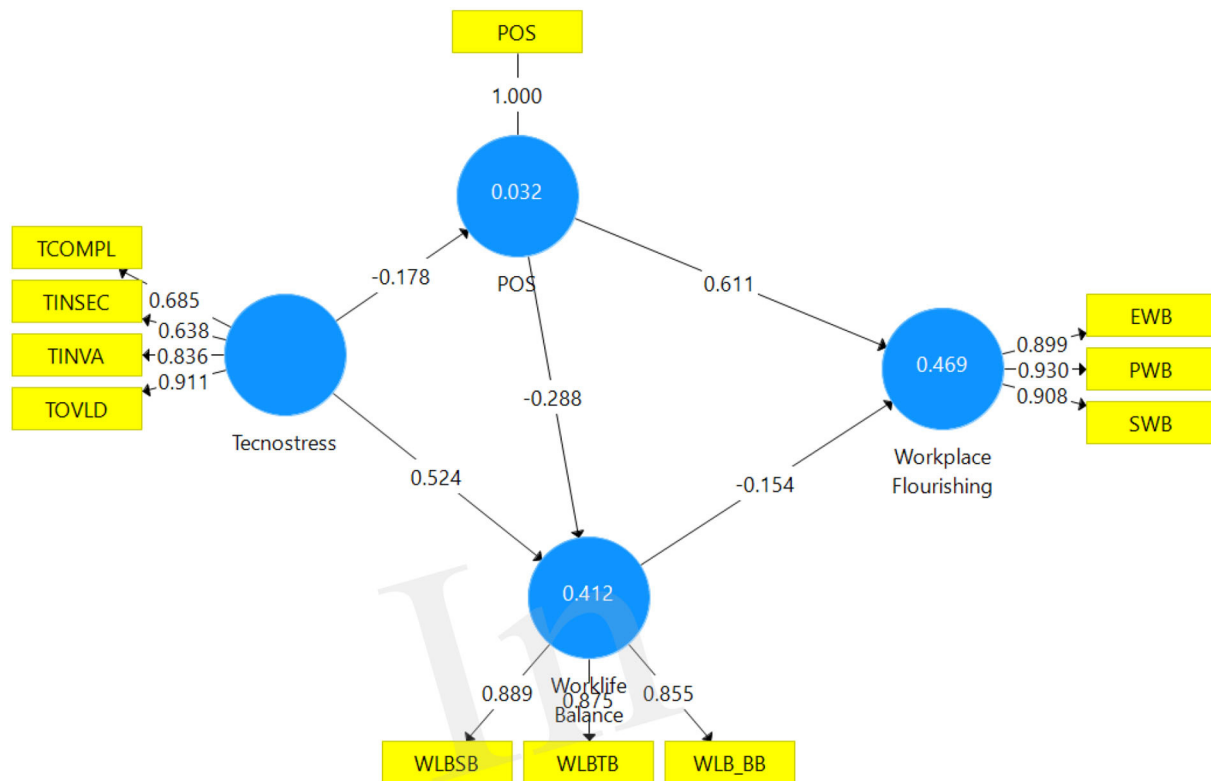 POS
1.000
0.032
POS
TCOMPL
TINSEC
TINVA
TOVLD
0.685
0.638
0.836
0.911
Tecnostress
-0.178
0.611
-0.288
0.524
-0.154
0.469
Workplace
Flourishing
0.899
0.930
0.908
EWB
PWB
SWB
0.412
Worklife
Balance
0.889
0.875
0.855
WLBSB
WLBTB
WLB_BB
In